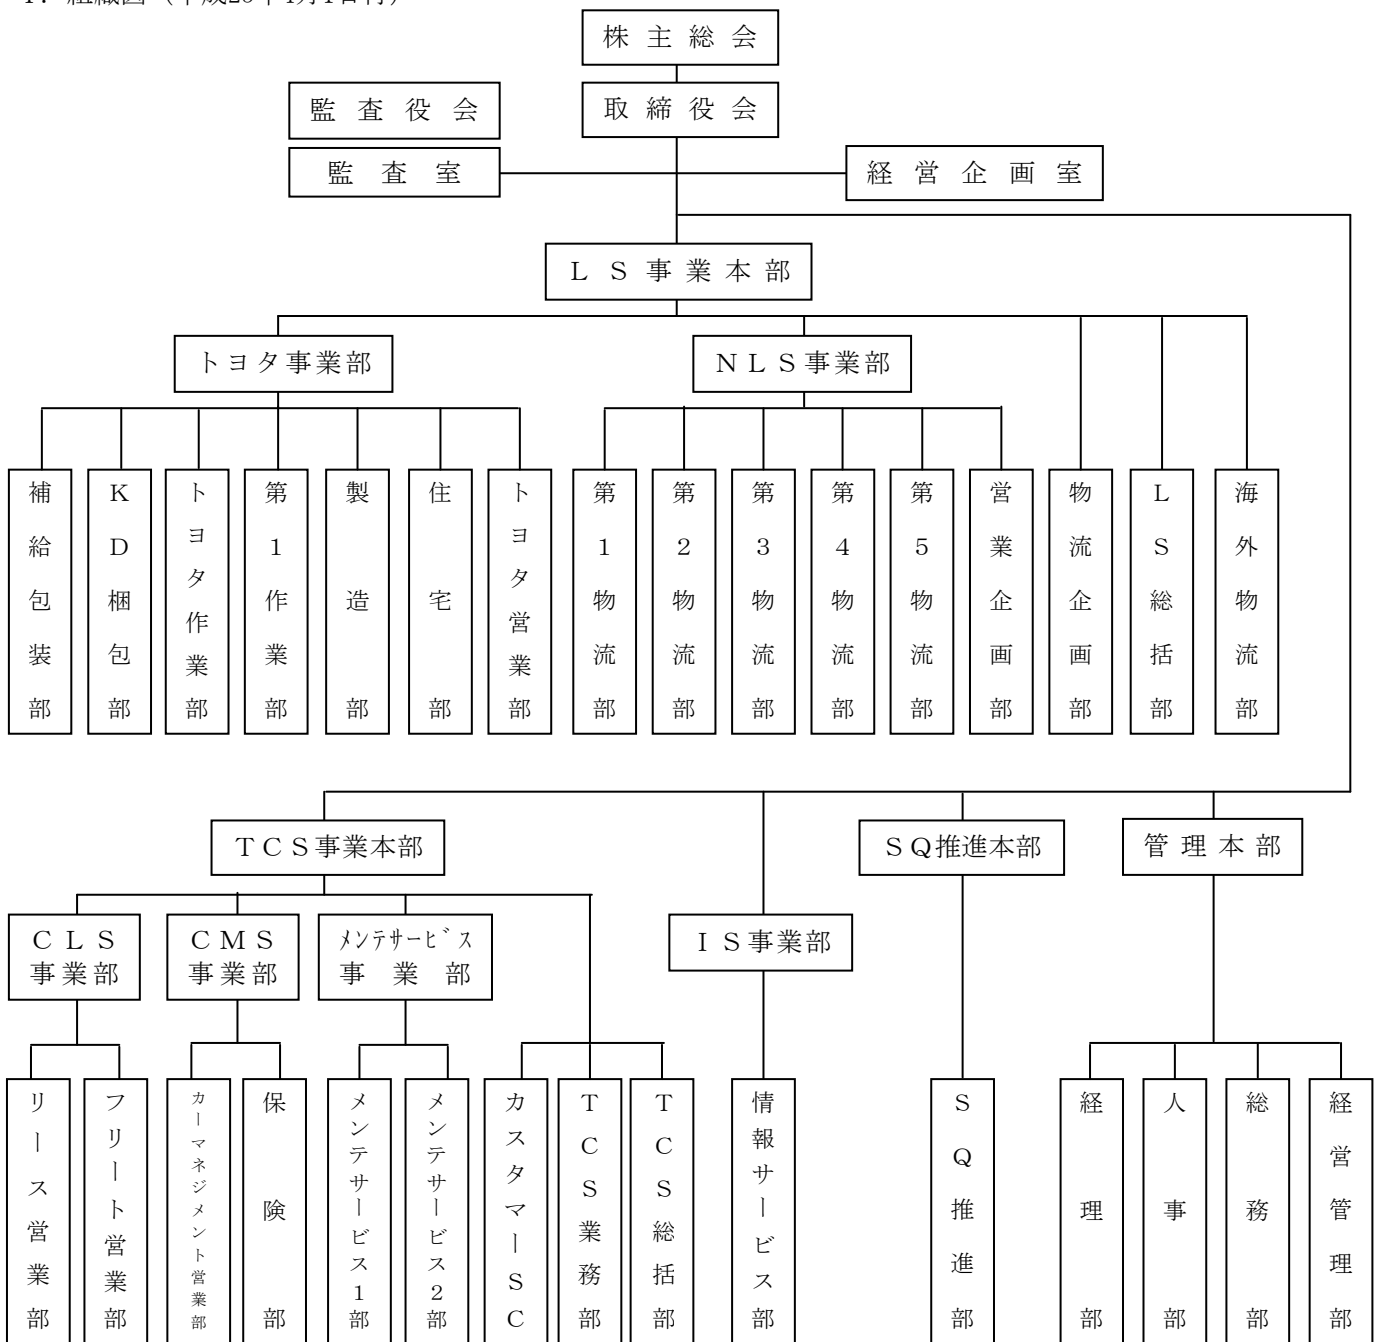 株主総会
監査役会
取締役会
監査室
経営企画室
ＬＳ事業本部
トヨタ事業部
ＮＬＳ事業部
補給包装部
ＫＤ梱包部
トヨタ作業部
第１作業部
製造部
住宅部
トヨタ営業部
第１物流部
第２物流部
第３物流部
第４物流部
第５物流部
営業企画部
物流企画部
ＬＳ総括部
海外物流部
ＴＣＳ事業本部
ＳＱ推進本部
管理本部
ＣＬＳ
事業部
ＣＭＳ
事業部
ﾒﾝﾃｻｰﾋﾞｽ
事業部
ＩＳ事業部
リース営業部
フリート営業部
カーマネジメント営業部
保険部
メンテサービス１部
メンテサービス２部
カスタマーＳＣ
ＴＣＳ業務部
ＴＣＳ総括部
情報サービス部
ＳＱ推進部
経理部
人事部
総務部
経営管理部